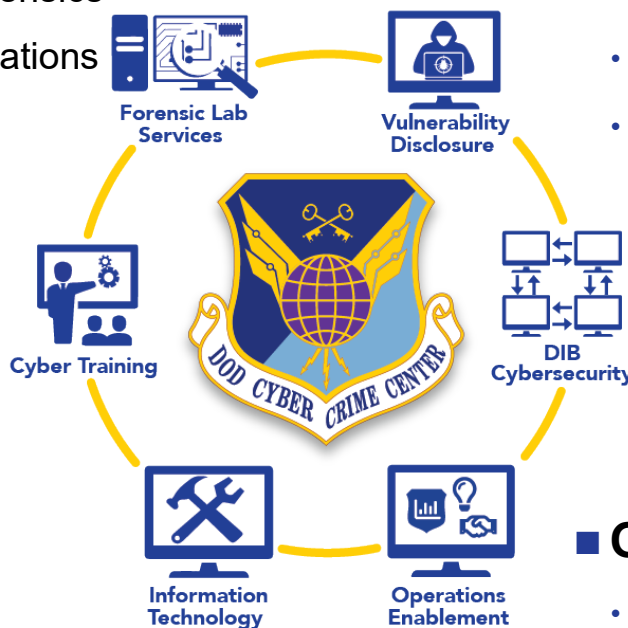 ations
Forensic Lab
Services
Vulnerability
Disclosure
Cyber Training
DIB
Cybersecurity
DOD CYBER CRIME CENTER
Information
Technology
Operations
Enablement